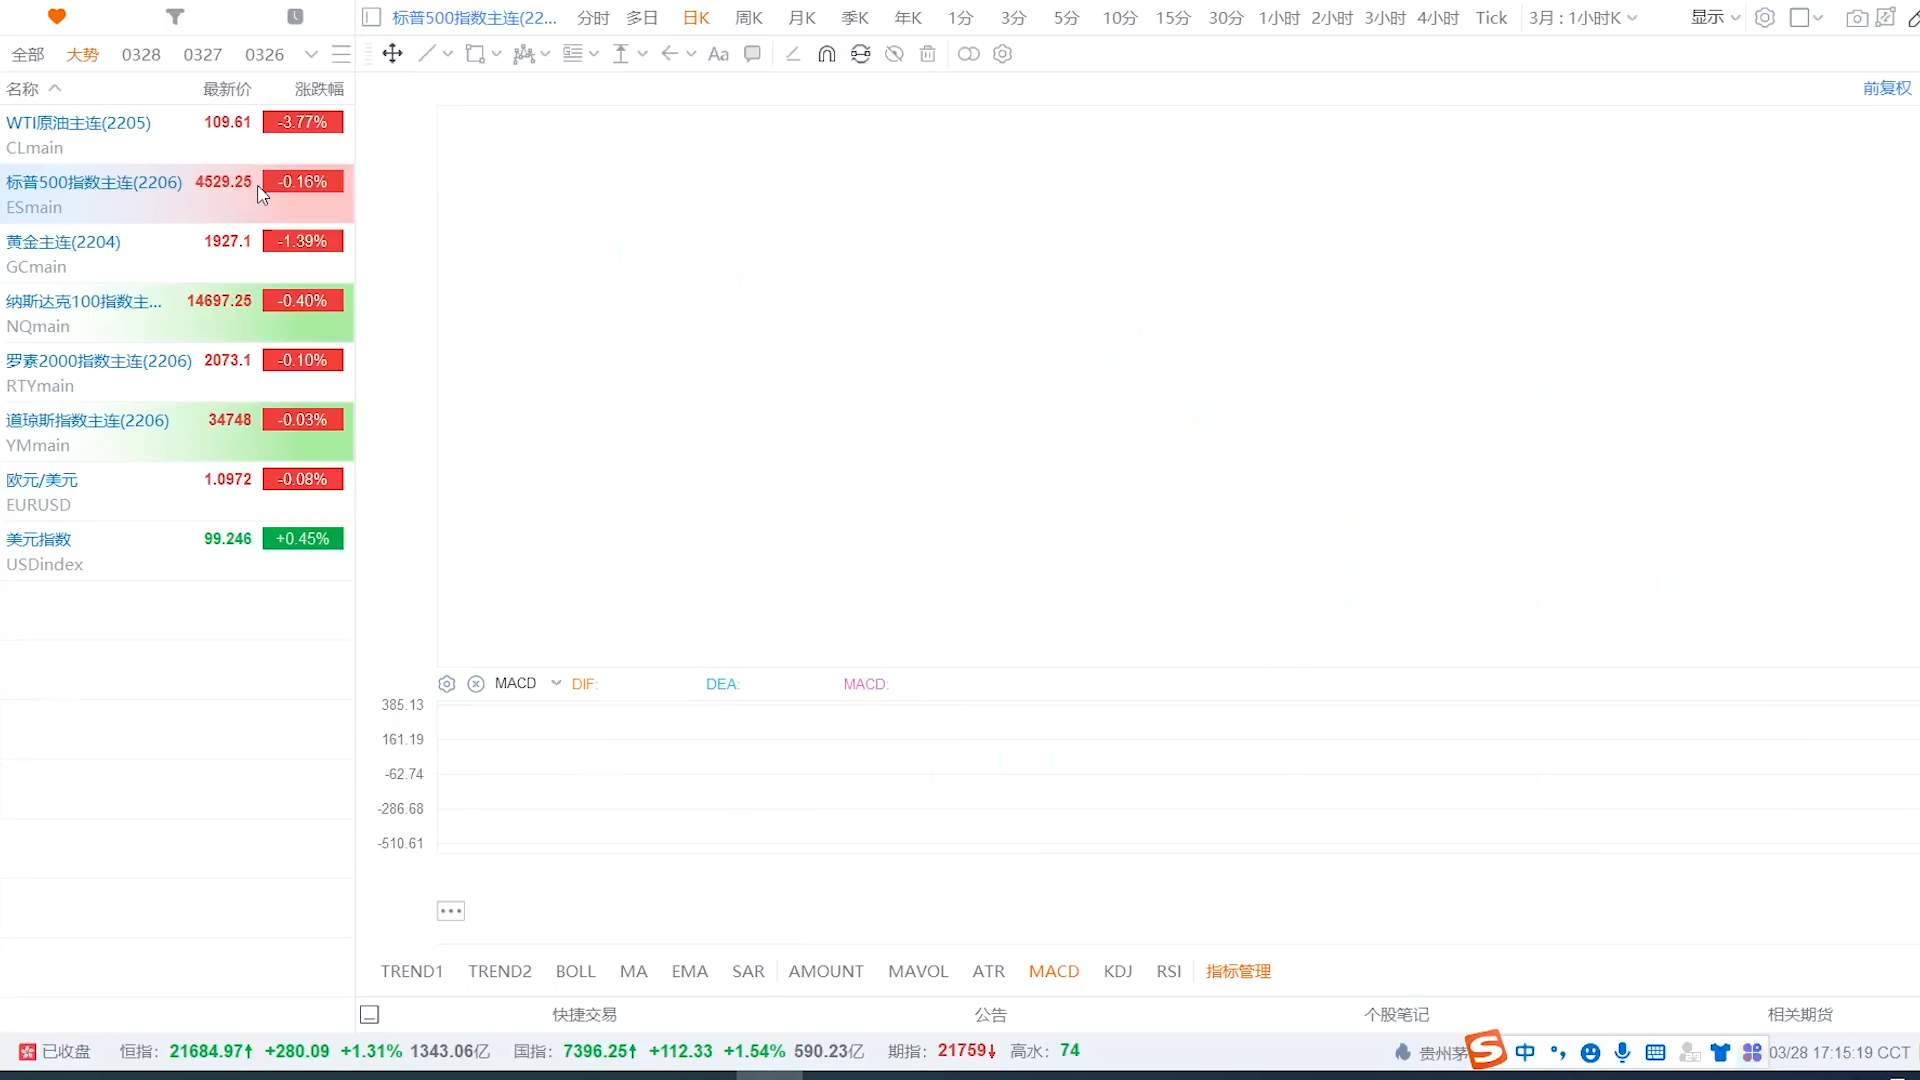 标普500指数主连(22... 分时 多日 日K 周K 月K 季K 年K 1分 3分 5分 10分 15分 30分 1小时 2小时 3小时 4小时 Tick 3月 : 1小时K 显示
全部 大势 0328 0327 0326
Aa
名称 最新价 涨跌幅
前复权
WTI原油主连(2205) 109.61 -3.77%
CLmain
标普500指数主连(2206) 4529.25 -0.16%
ESmain
黄金主连(2204) 1927.1 -1.39%
GCmain
纳斯达克100指数主... 14697.25 -0.40%
NQmain
罗素2000指数主连(2206) 2073.1 -0.10%
RTYmain
道琼斯指数主连(2206) 34748 -0.03%
YMmain
欧元/美元 1.0972 -0.08%
EURUSD
美元指数 99.246 +0.45%
USDindex
MACD DIF: DEA: MACD:
385.13
161.19
-62.74
-286.68
-510.61
TREND1 TREND2 BOLL MA EMA SAR AMOUNT MAVOL ATR MACD KDJ RSI 指标管理
快捷交易 公告 个股笔记 相关期货
已收盘 恒指: 21684.97↑ +280.09 +1.31% 1343.06亿 国指: 7396.25↑ +112.33 +1.54% 590.23亿 期指: 21759↓ 高水: 74 贵州茅 S 中 03/28 17:15:19 CCT